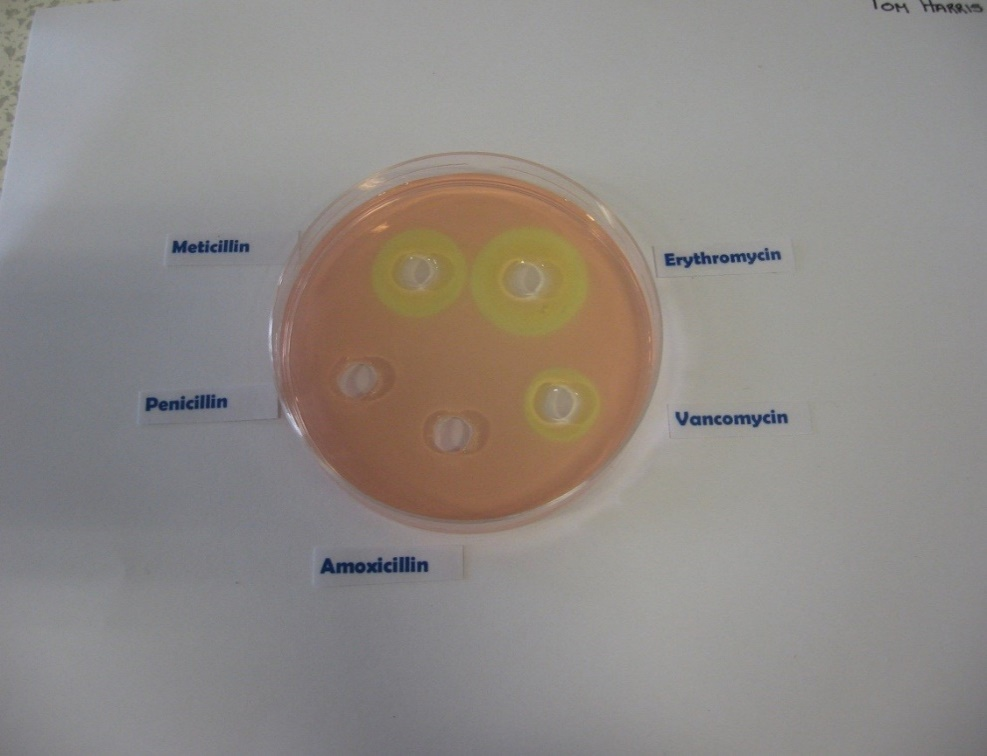 TOM HARRIS
Meticillin
Erythromycin
Penicillin
Vancomycin
Amoxicillin